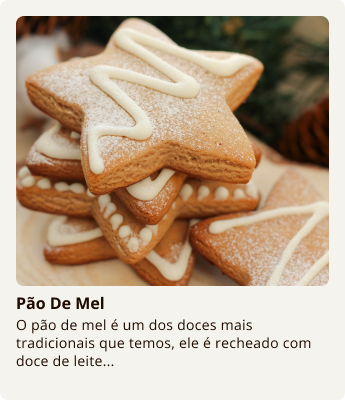 Pão De Mel
O pão de mel é um dos doces mais
tradicionais que temos, ele é recheado com
doce de leite...